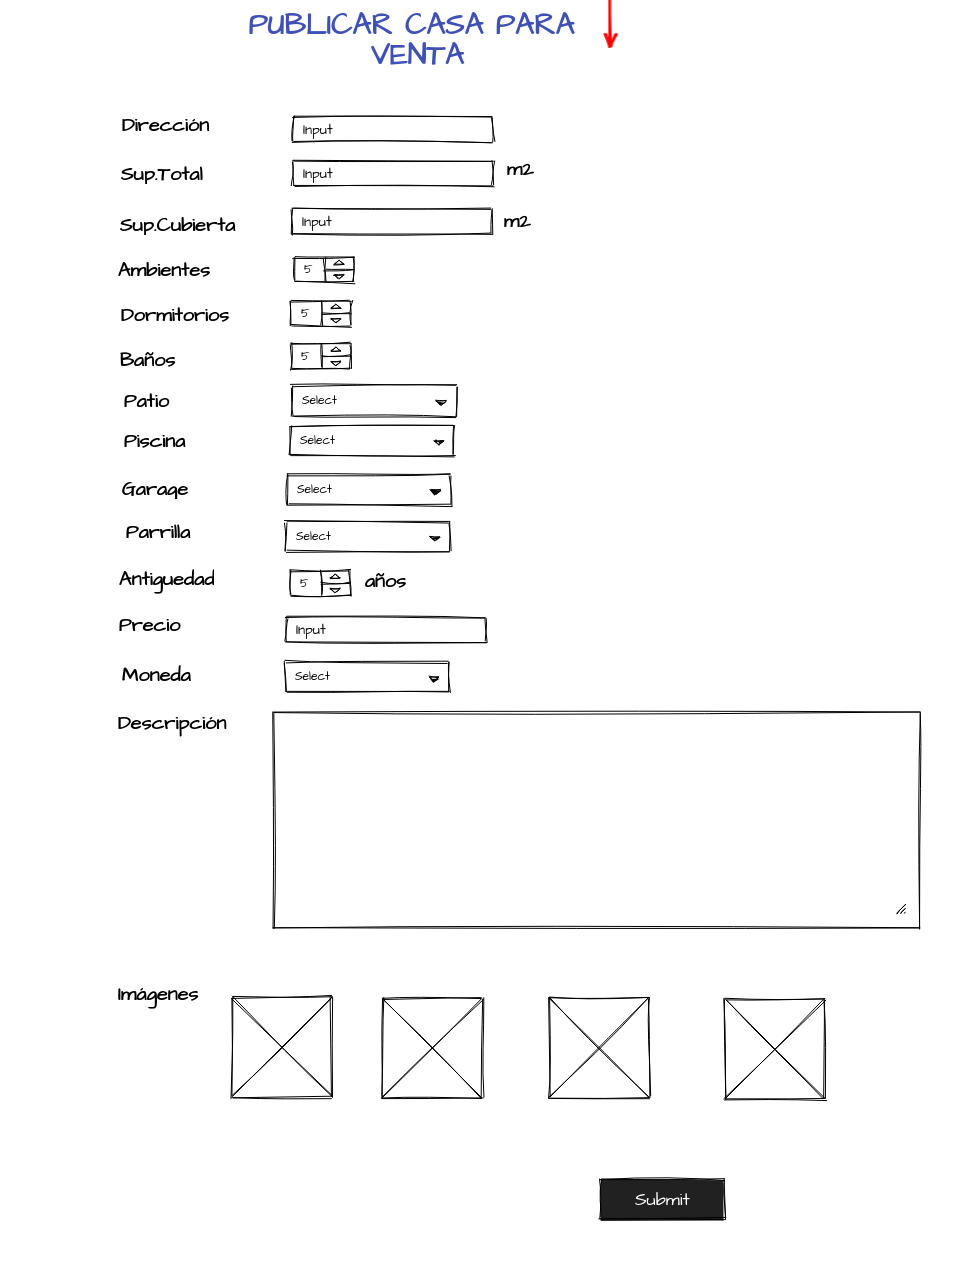 PUBLICAR CASA PARA
VENTA
Dirección Input
Sup.Total Input m2
Sup.Cubierta Input m2
Ambientes 5
Dormitorios 5
Baños 5
Patio Select
Piscina Select
Garage Select
Parrilla Select
Antiguedad 5 años
Precio Input
Moneda Select
Descripción
Imágenes
Submit